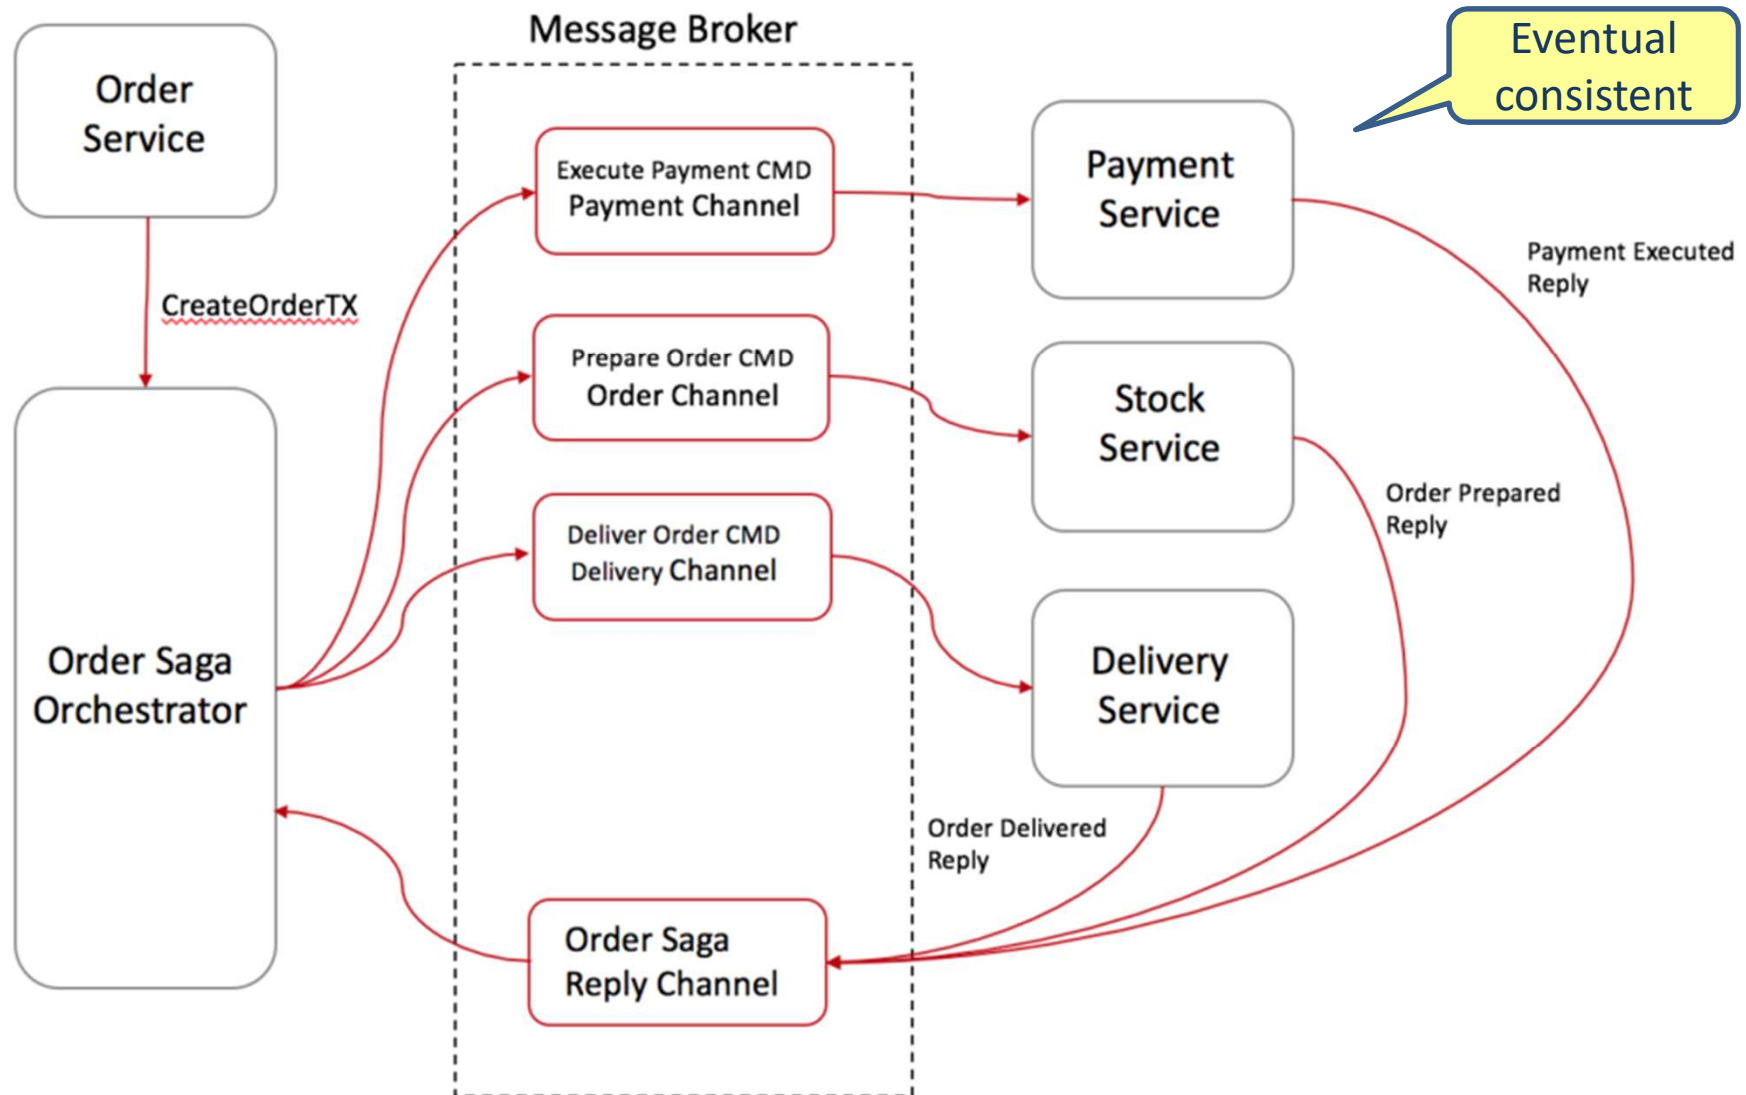 Message Broker
Eventual
consistent
Order
Service
Execute Payment CMD
Payment Channel
Payment
Service
Payment Executed
Reply
CreateOrderTX
Prepare Order CMD
Order Channel
Stock
Service
Order Prepared
Reply
Deliver Order CMD
Delivery Channel
Order Saga
Orchestrator
Delivery
Service
Order Delivered
Reply
Order Saga
Reply Channel